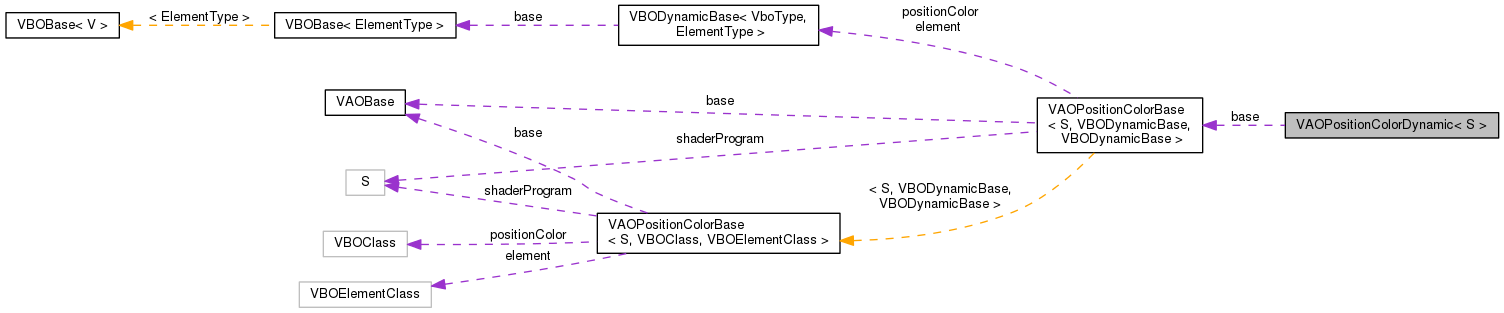 VBOBase< V >
< ElementType >
VBOBase< ElementType >
base
VBODynamicBase< VboType,
ElementType >
positionColor
element
VAOBase
base
VAOPositionColorBase
< S, VBODynamicBase,
VBODynamicBase >
base
VAOPositionColorDynamic< S >
base
shaderProgram
S
shaderProgram
< S, VBODynamicBase,
VBODynamicBase >
VAOPositionColorBase
< S, VBOClass, VBOElementClass >
VBOClass
positionColor
element
VBOElementClass